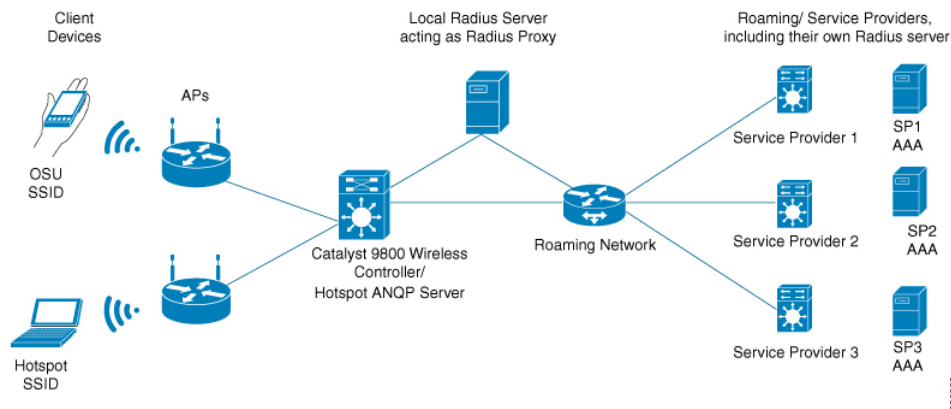 Client
Devices
Local Radius Server
acting as Radius Proxy
Roaming/ Service Providers,
including their own Radius server
APs
OSU
SSID
Service Provider 1
SP1
AAA
Catalyst 9800 Wireless
Controller/
Hotspot ANQP Server
Roaming Network
Service Provider 2
SP2
AAA
Hotspot
SSID
Service Provider 3
SP3
AAA